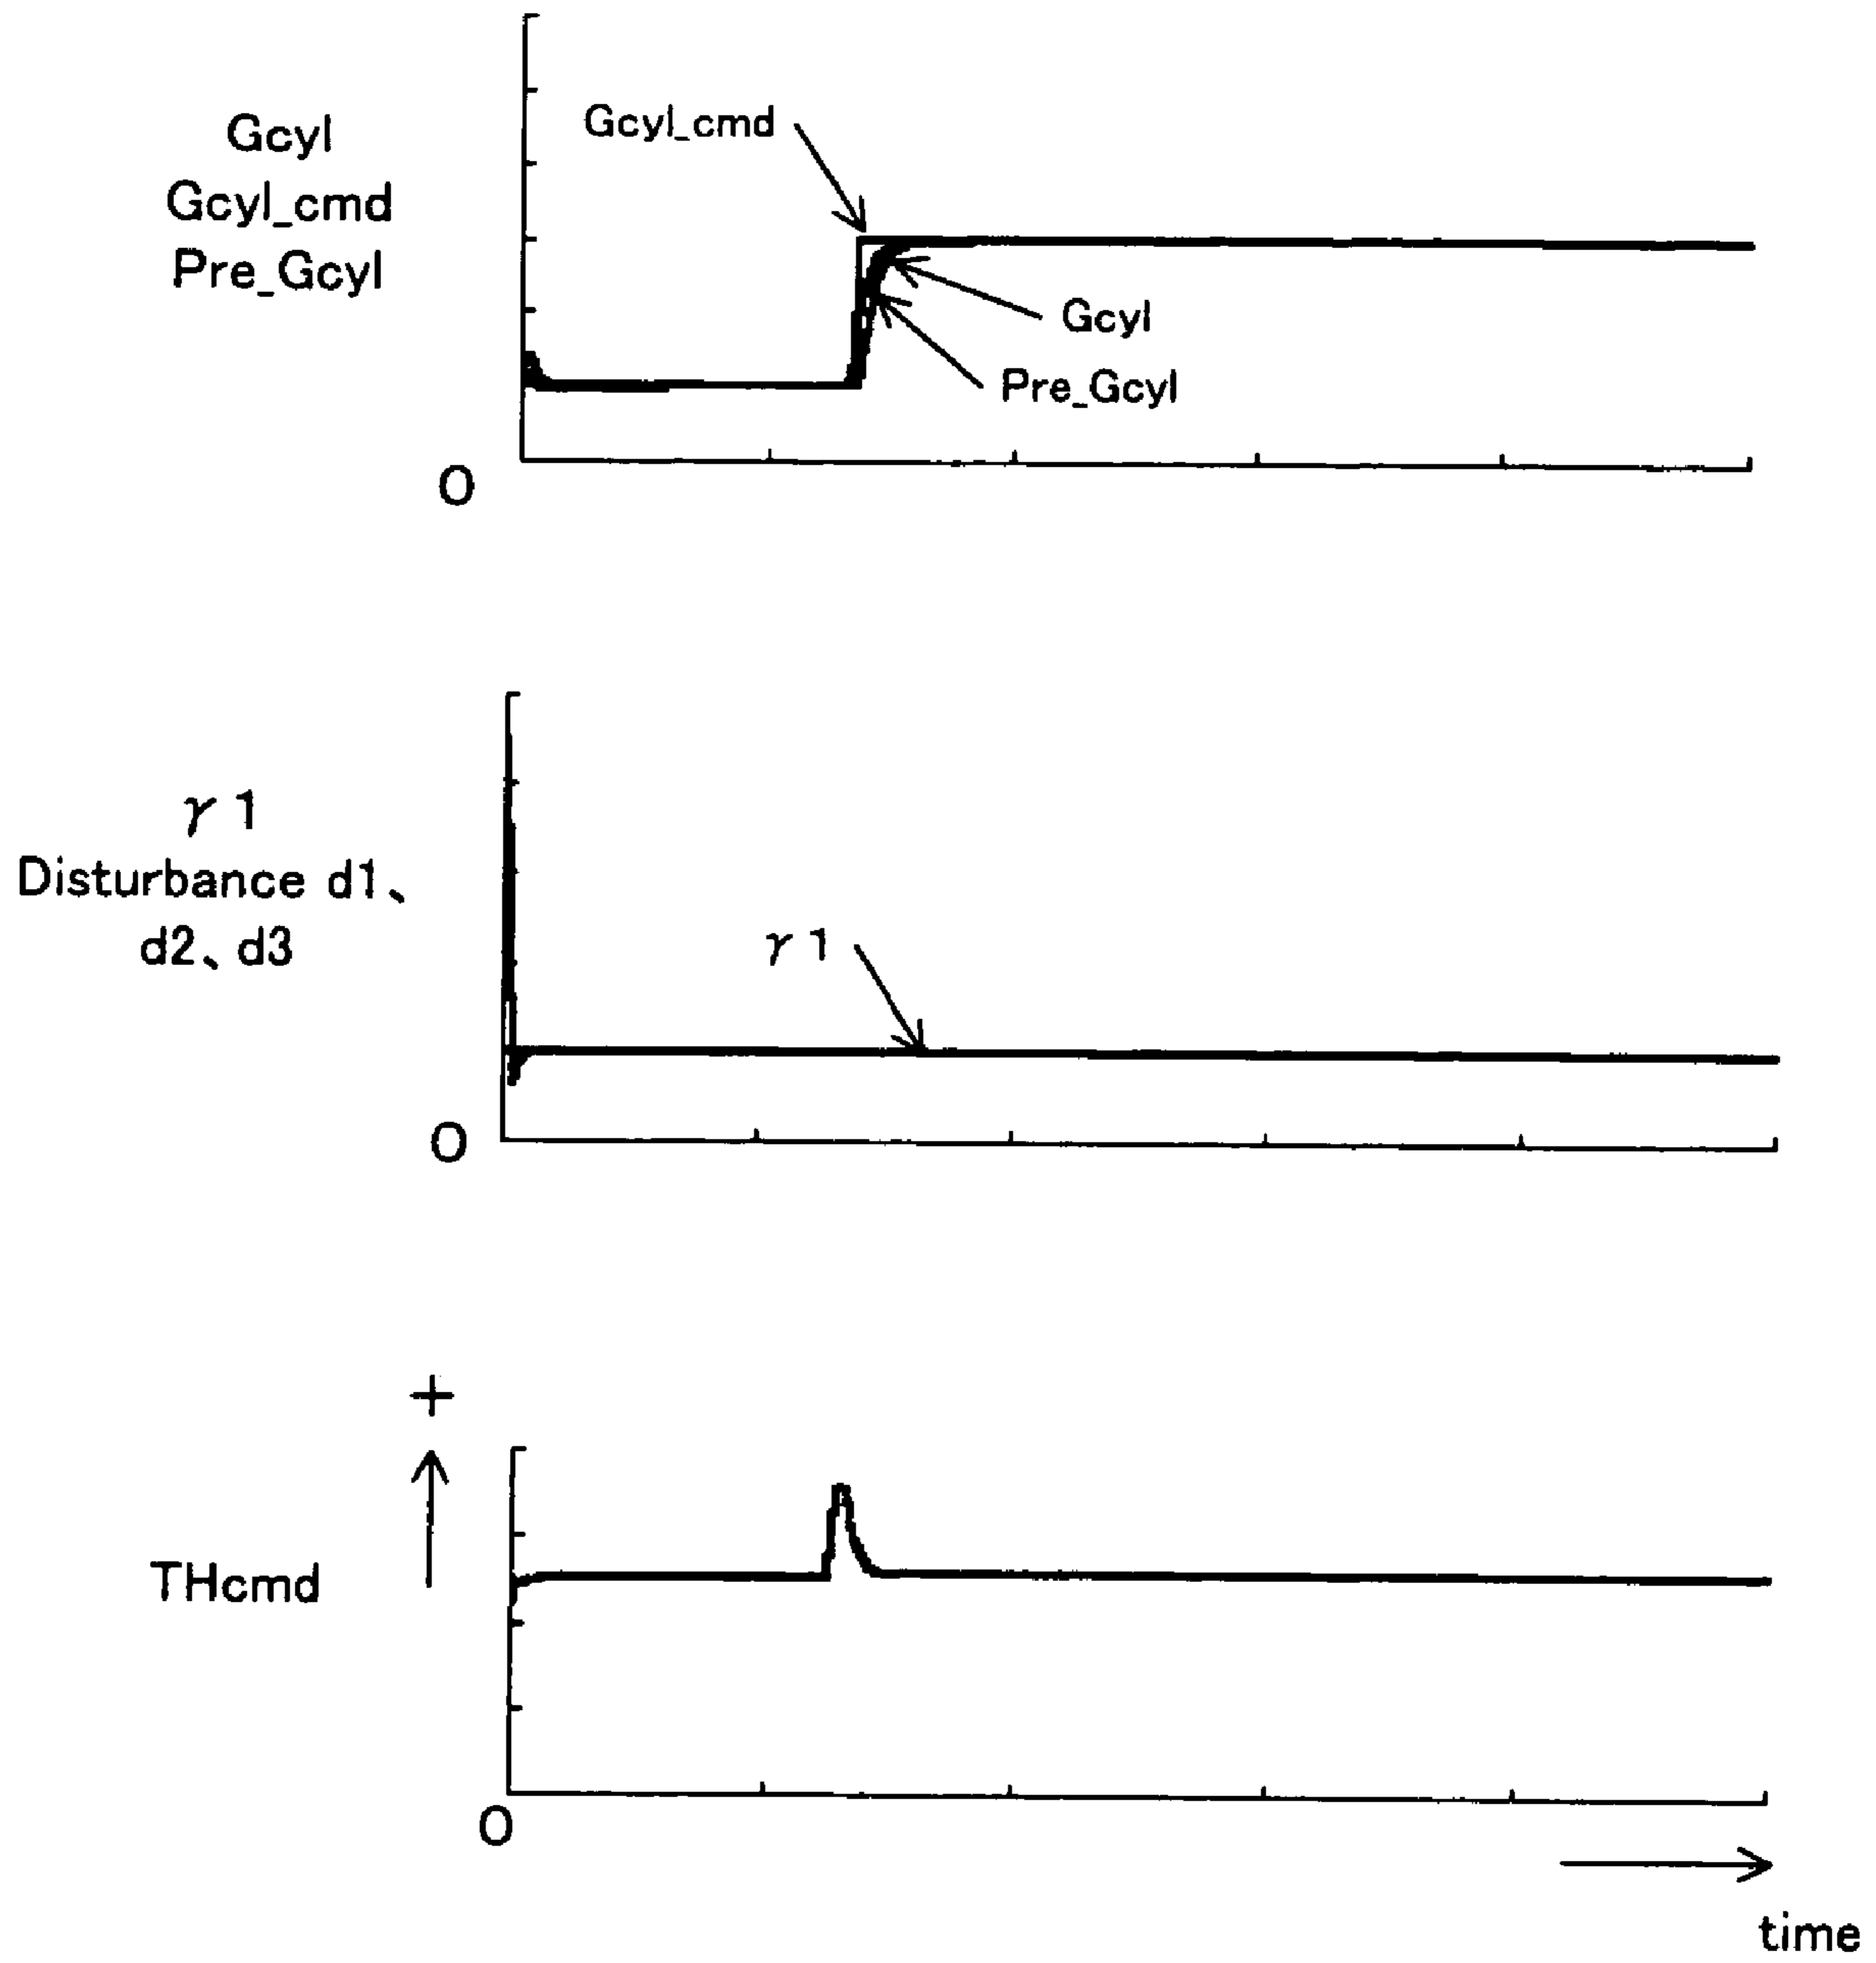 Gcyl
Gcyl_cmd
Pre_Gcyl
Gcyl_cmd
Gcyl
Pre_Gcyl
0
γ1
Disturbance d1、
d2、d3
γ1
0
+
THcmd
0
time